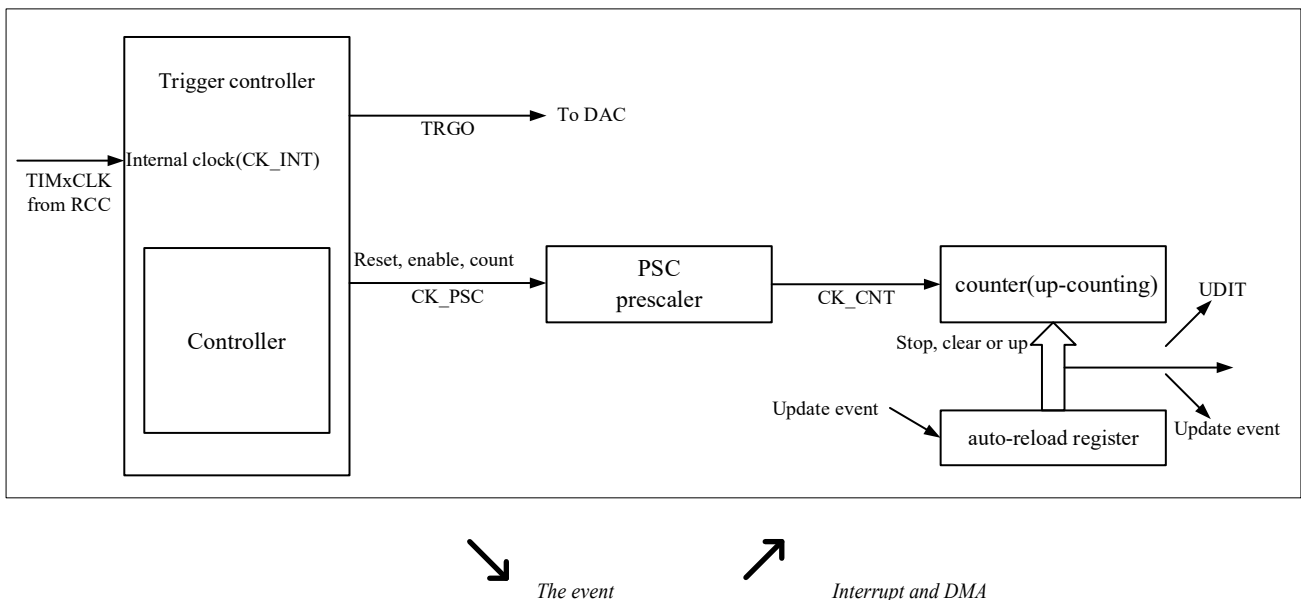 Trigger controller
TRGO
To DAC
Internal clock(CK_INT)
TIMxCLK
from RCC
Controller
Reset, enable, count
CK_PSC
PSC
prescaler
CK_CNT
counter(up-counting)
UDIT
Stop, clear or up
Update event
auto-reload register
Update event
The event
Interrupt and DMA